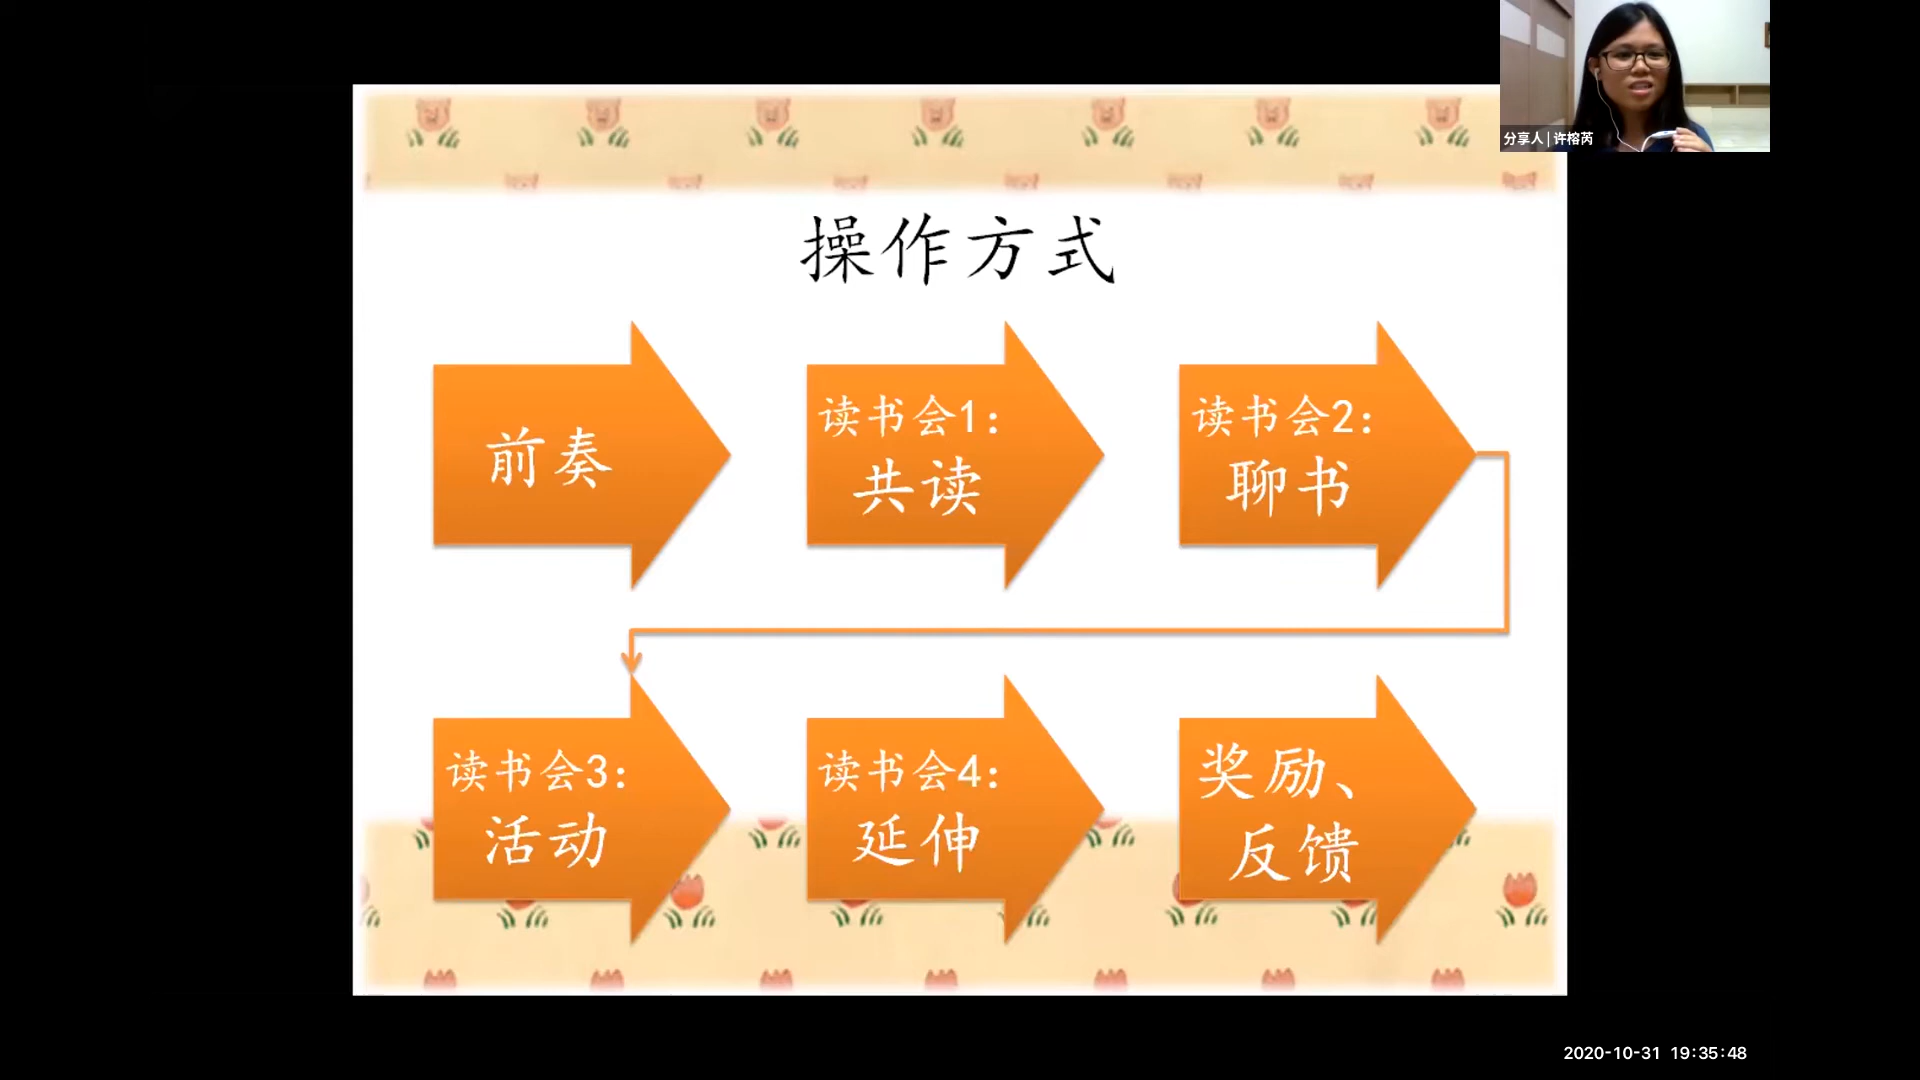 分享人|许榕芮
操作方式
前奏
读书会1:
共读
读书会2:
聊书
读书会3:
活动
读书会4:
延伸
奖励、
反馈
2020-10-31 19:35:48